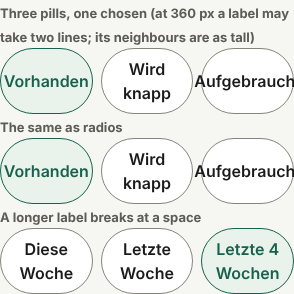 Three pills, one chosen (at 360 px a label may
take two lines; its neighbours are as tall)
Vorhanden
Wird
knapp
Aufgebrauch
The same as radios
Vorhanden
Wird
knapp
Aufgebrauch
A longer label breaks at a space
Diese
Woche
Letzte
Woche
Letzte 4
Wochen